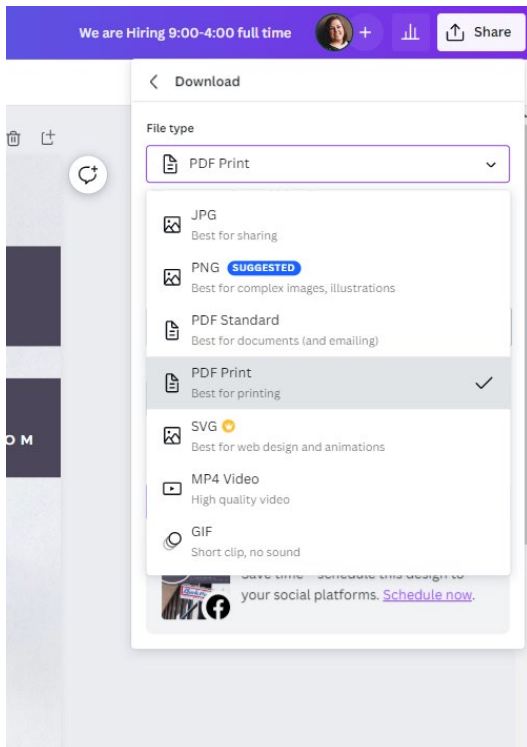 We are Hiring 9:00-4:00 full time
Share
Download
File type
PDF Print
JPG
Best for sharing
PNG SUGGESTED
Best for complex images, illustrations
PDF Standard
Best for documents (and emailing)
PDF Print
Best for printing
SVG
Best for web design and animations
MP4 Video
High quality video
GIF
Short clip, no sound
OM
Save time – schedule this design to
your social platforms. Schedule now.